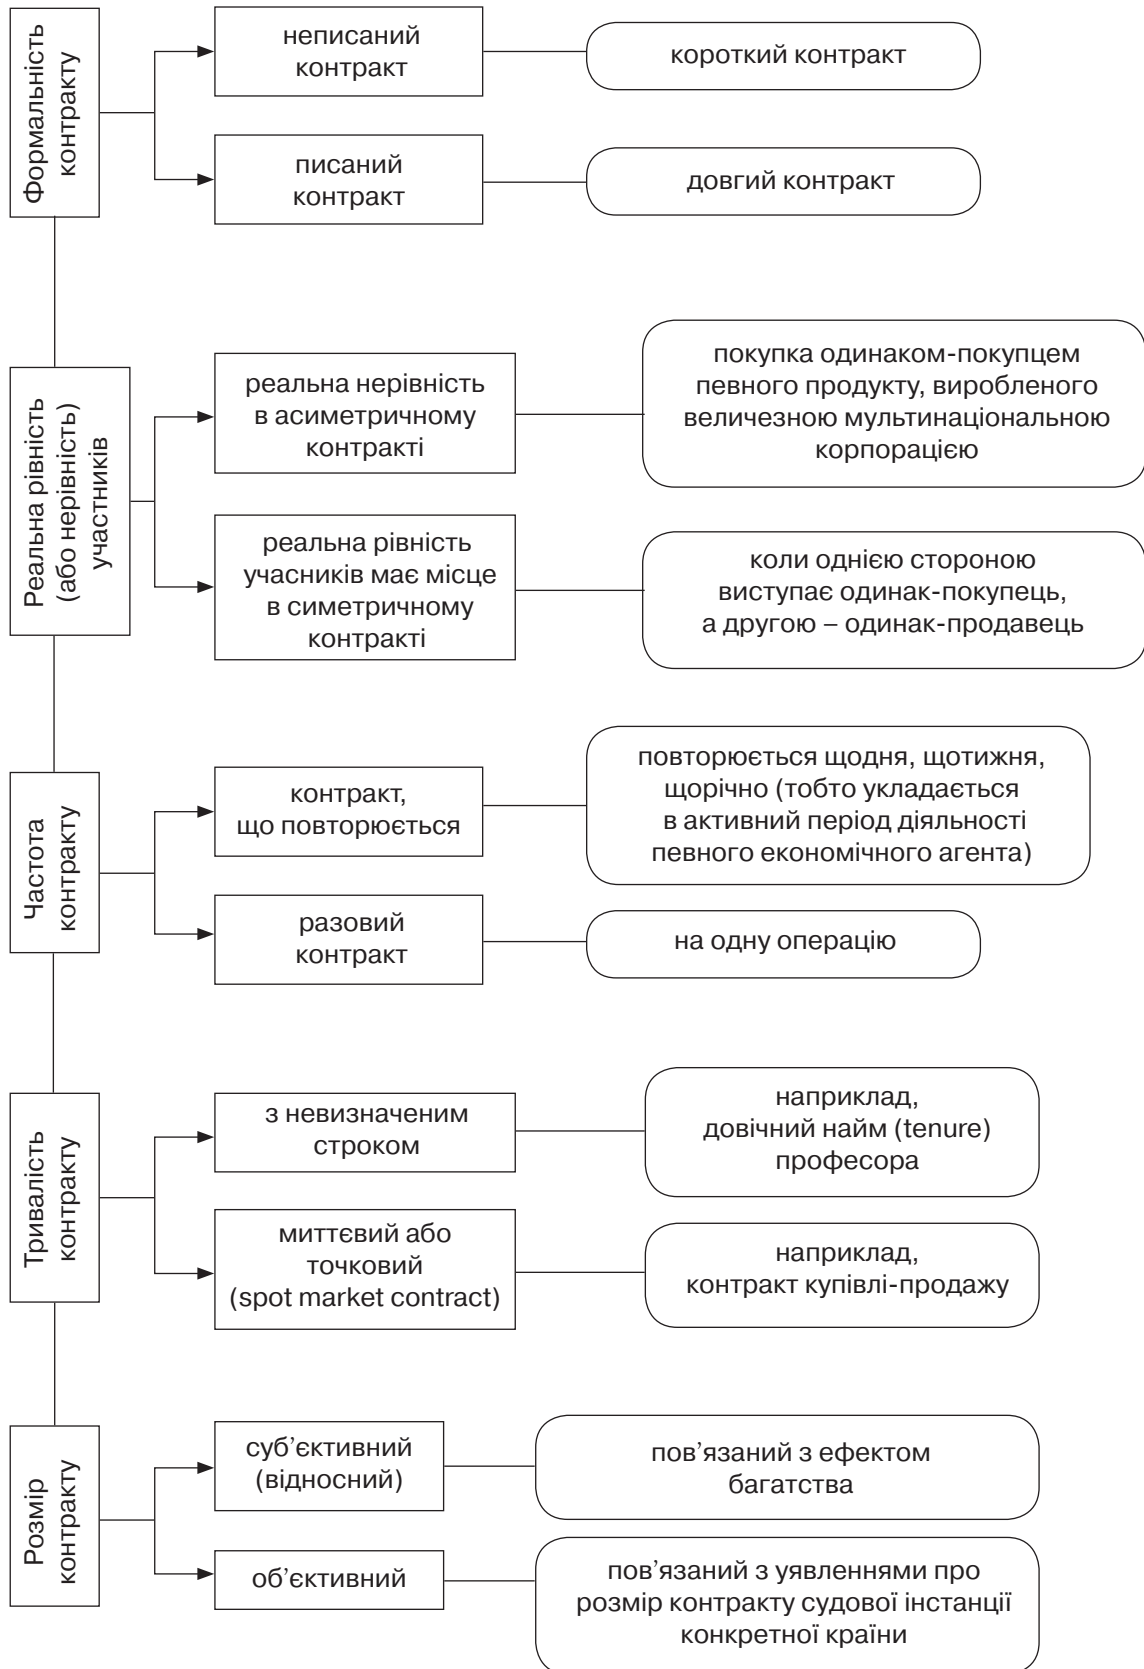 Формальність
контракту
неписаний
контракт
короткий контракт
писаний
контракт
довгий контракт
Реальна рівність
(або нерівність)
участників
реальна нерівність
в асиметричному
контракті
покупка одинаком-покупцем
певного продукту, виробленого
величезною мультинаціональною
корпорацією
реальна рівність
учасників має місце
в симетричному
контракті
коли однією стороною
виступає одинак-покупець,
а другою – одинак-продавець
Частота
контракту
контракт,
що повторюється
повторюється щодня, щотижня,
щорічно (тобто укладається
в активний період діяльності
певного економічного агента)
разовий
контракт
на одну операцію
Тривалість
контракту
з невизначеним
строком
наприклад,
довічний найм (tenure)
професора
миттєвий або
точковий
(spot market contract)
наприклад,
контракт купівлі-продажу
Розмір
контракту
суб’єктивний
(відносний)
пов’язаний з ефектом
багатства
об’єктивний
пов’язаний з уявленнями про
розмір контракту судової інстанції
конкретної країни